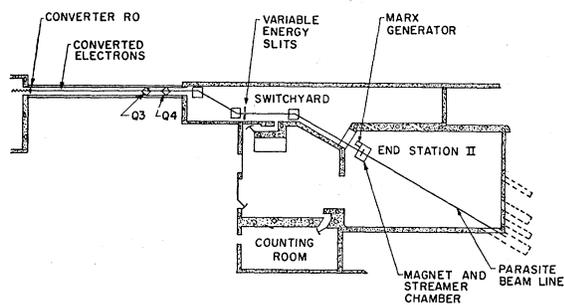 CONVERTER RO
CONVERTED
ELECTRONS
VARIABLE
ENERGY
SLITS
MARX
GENERATOR
SWITCHYARD
Q3
Q4
END STATION II
COUNTING
ROOM
MAGNET AND
STREAMER
CHAMBER
PARASITE
BEAM LINE